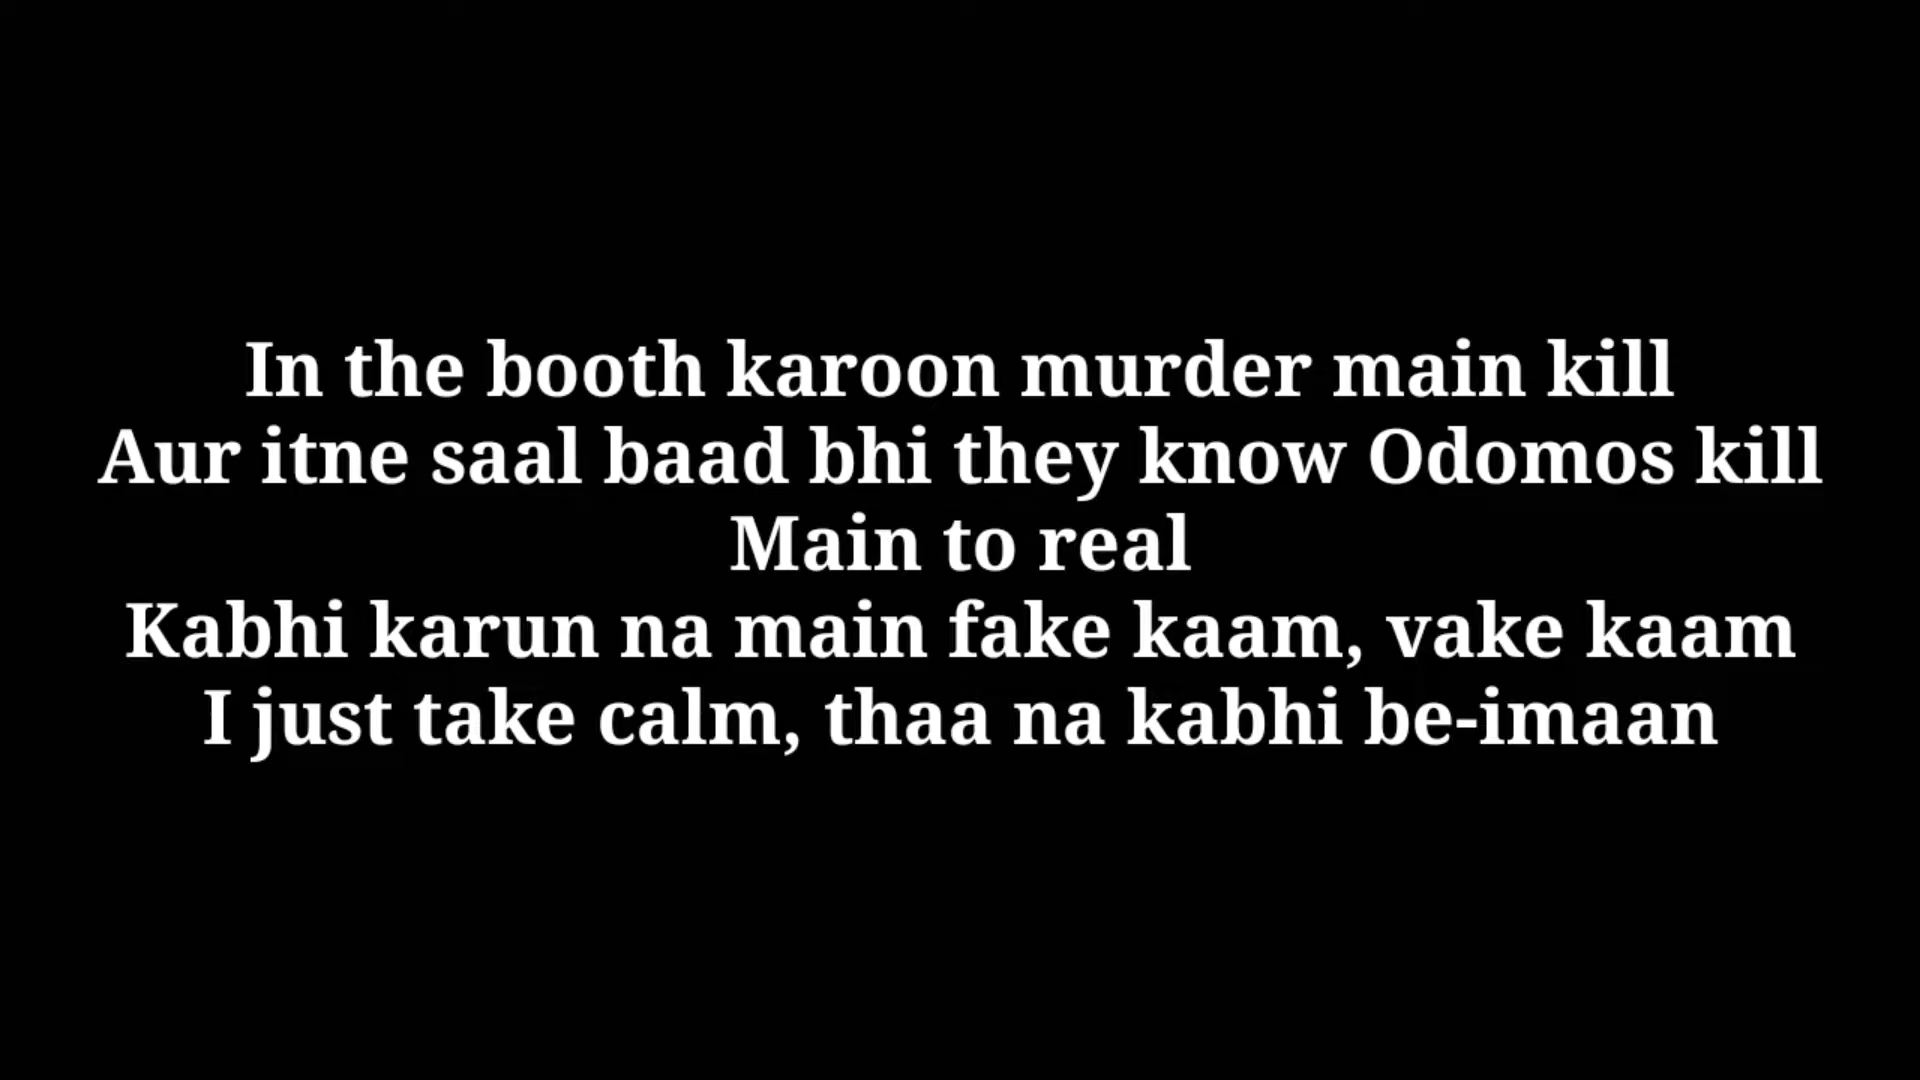 In the booth karoon murder main kill
Aur itne saal baad bhi they know Odomos kill
Main to real
Kabhi karun na main fake kaam, vake kaam
I just take calm, thaa na kabhi be-imaan